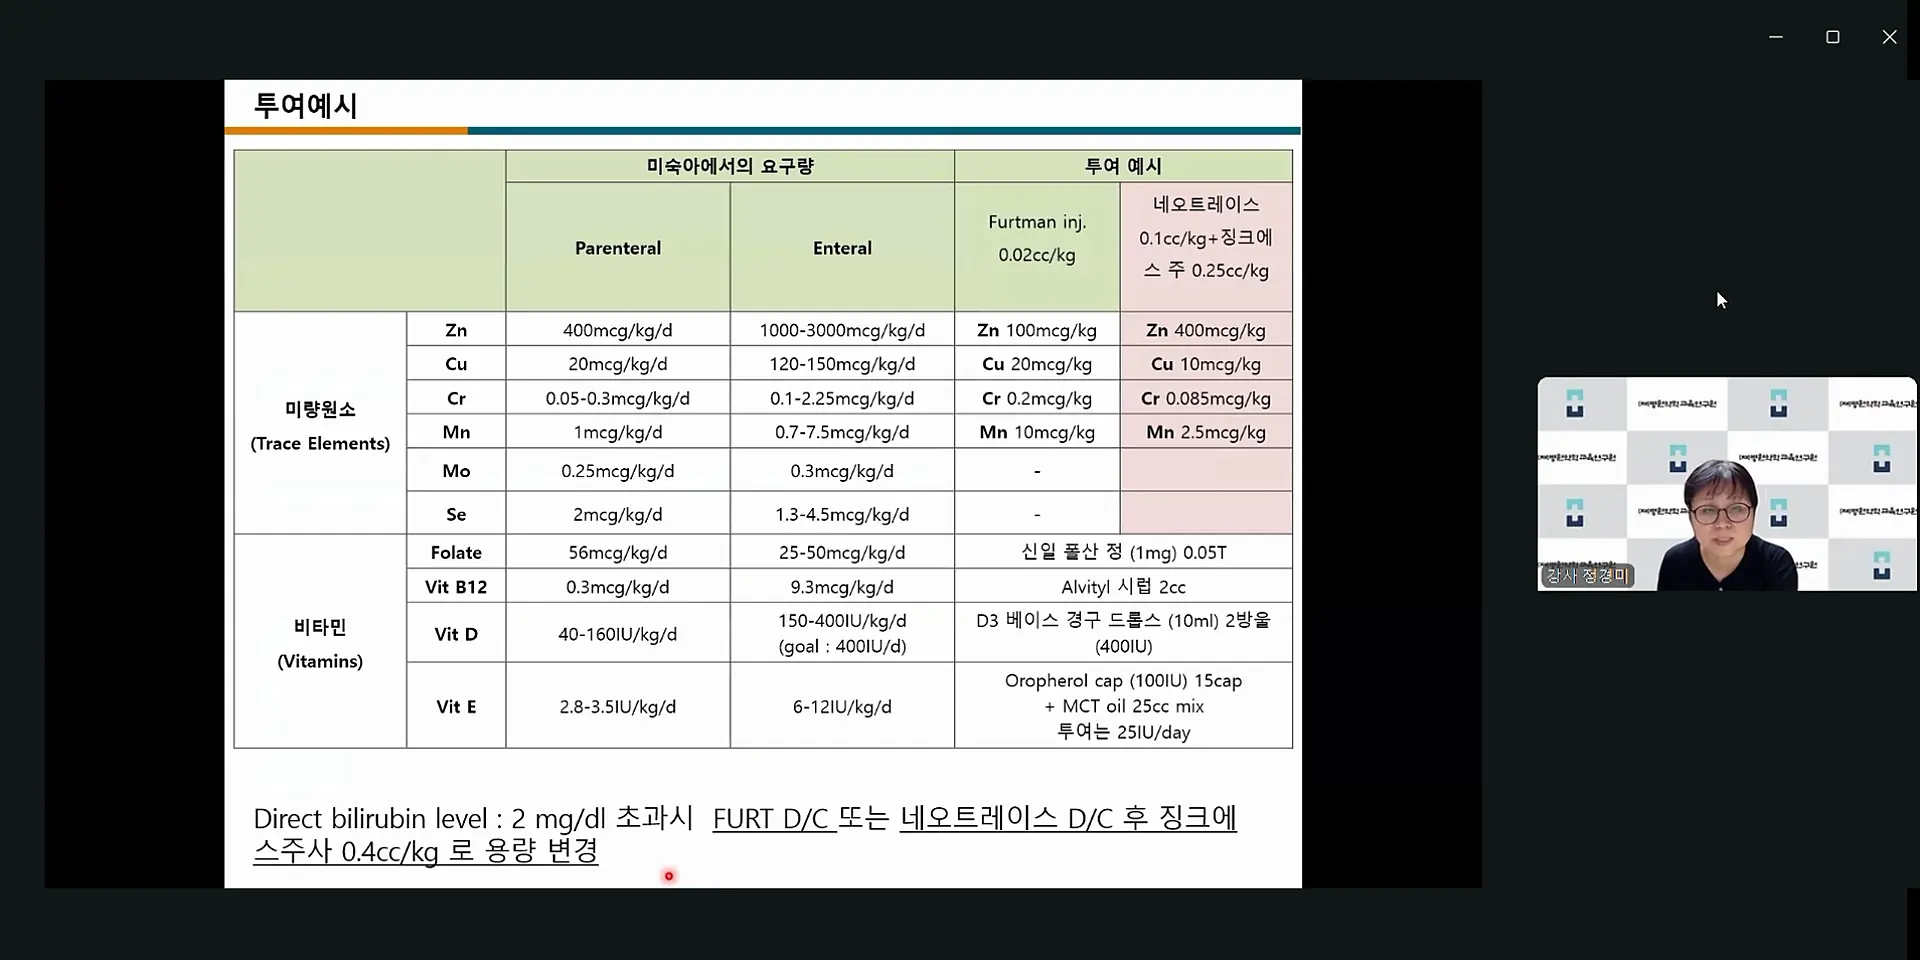 투여예시
미숙아에서의 요구량
투여 예시
Parenteral
Enteral
Furtman inj.
0.02cc/kg
네오트레이스
0.1cc/kg+징크에
스 주 0.25cc/kg
미량원소
(Trace Elements)
Zn 400mcg/kg/d 1000-3000mcg/kg/d Zn 100mcg/kg Zn 400mcg/kg
Cu 20mcg/kg/d 120-150mcg/kg/d Cu 20mcg/kg Cu 10mcg/kg
Cr 0.05-0.3mcg/kg/d 0.1-2.25mcg/kg/d Cr 0.2mcg/kg Cr 0.085mcg/kg
Mn 1mcg/kg/d 0.7-7.5mcg/kg/d Mn 10mcg/kg Mn 2.5mcg/kg
Mo 0.25mcg/kg/d 0.3mcg/kg/d -
Se 2mcg/kg/d 1.3-4.5mcg/kg/d -
비타민
(Vitamins)
Folate 56mcg/kg/d 25-50mcg/kg/d 신일 폴산 정 (1mg) 0.05T
Vit B12 0.3mcg/kg/d 9.3mcg/kg/d Alvityl 시럽 2cc
Vit D 40-160IU/kg/d
150-400IU/kg/d
(goal : 400IU/d)
D3 베이스 경구 드롭스 (10ml) 2방울
(400IU)
Vit E 2.8-3.5IU/kg/d 6-12IU/kg/d
Oropherol cap (100IU) 15cap
+ MCT oil 25cc mix
투여는 25IU/day
Direct bilirubin level : 2 mg/dl 초과시 FURT D/C 또는 네오트레이스 D/C 후 징크에
스주사 0.4cc/kg 로 용량 변경
강사 정경미